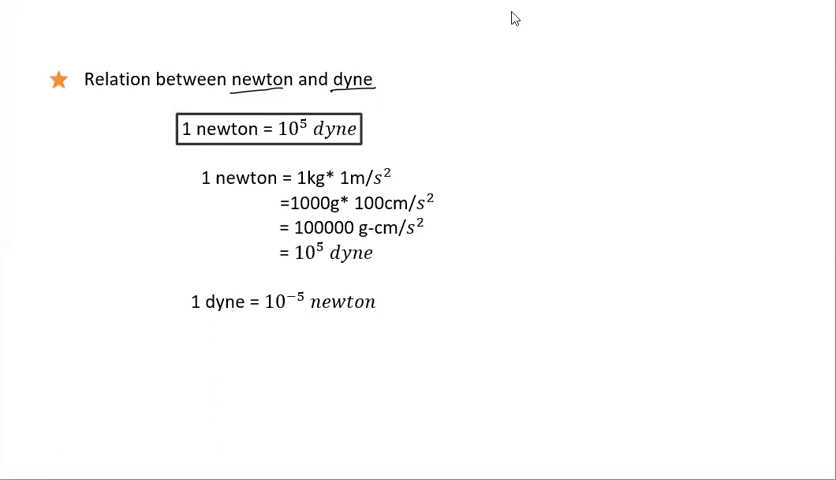 Relation between newton and dyne
1 newton = 10⁵ dyne
1 newton = 1kg* 1m/s²
=1000g* 100cm/s²
= 100000 g-cm/s²
= 10⁵ dyne
1 dyne = 10⁻⁵ newton